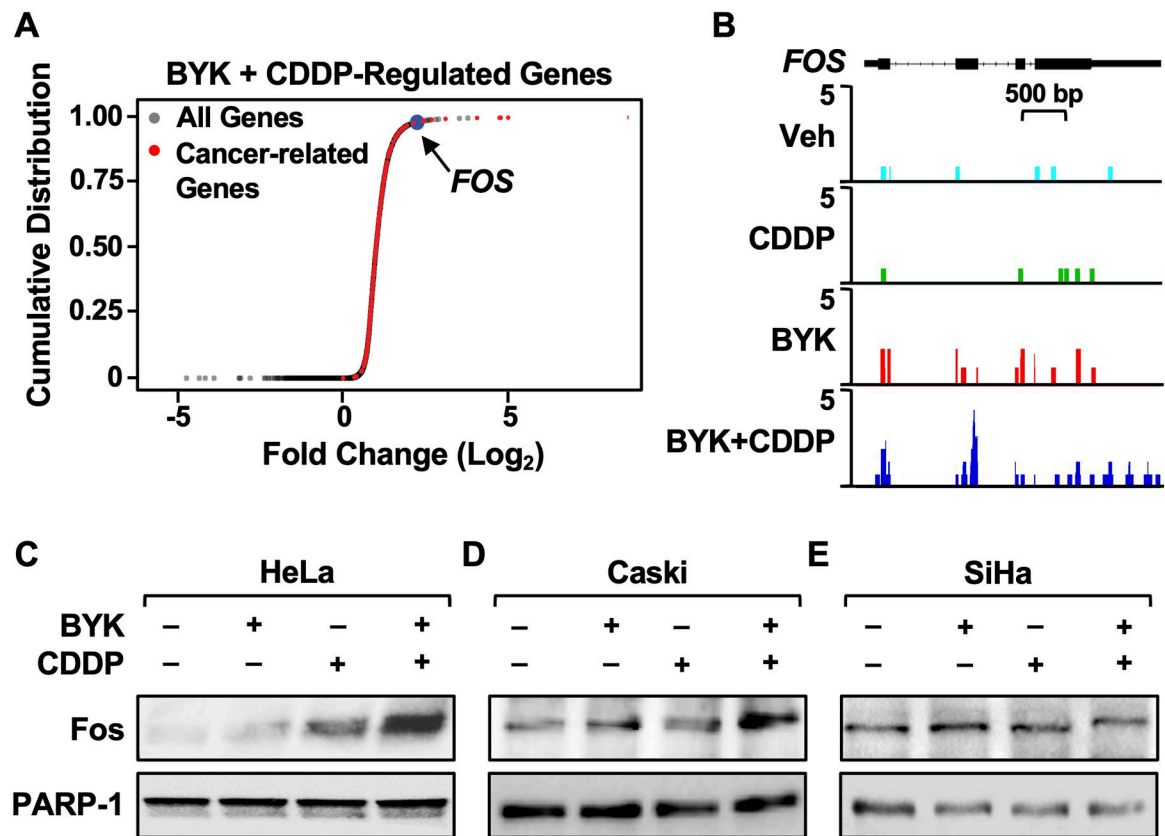 A
BYK + CDDP-Regulated Genes
All Genes
Cancer-related
Genes
FOS
1.00
0.75
0.50
0.25
0
Cumulative Distribution
-5
0
5
Fold Change (Log₂)
B
FOS
5
500 bp
Veh
5
CDDP
5
BYK
5
BYK+CDDP
C
HeLa
BYK – + – +
CDDP – – + +
Fos
PARP-1
D
Caski
– + – +
– – + +
E
SiHa
– + – +
– – + +